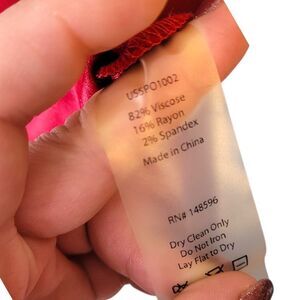 USSPO1002
82% Viscose
16% Rayon
2% Spandex
Made in China
RN# 148596
Dry Clean Only
Do Not Iron
Lay Flat to Dry